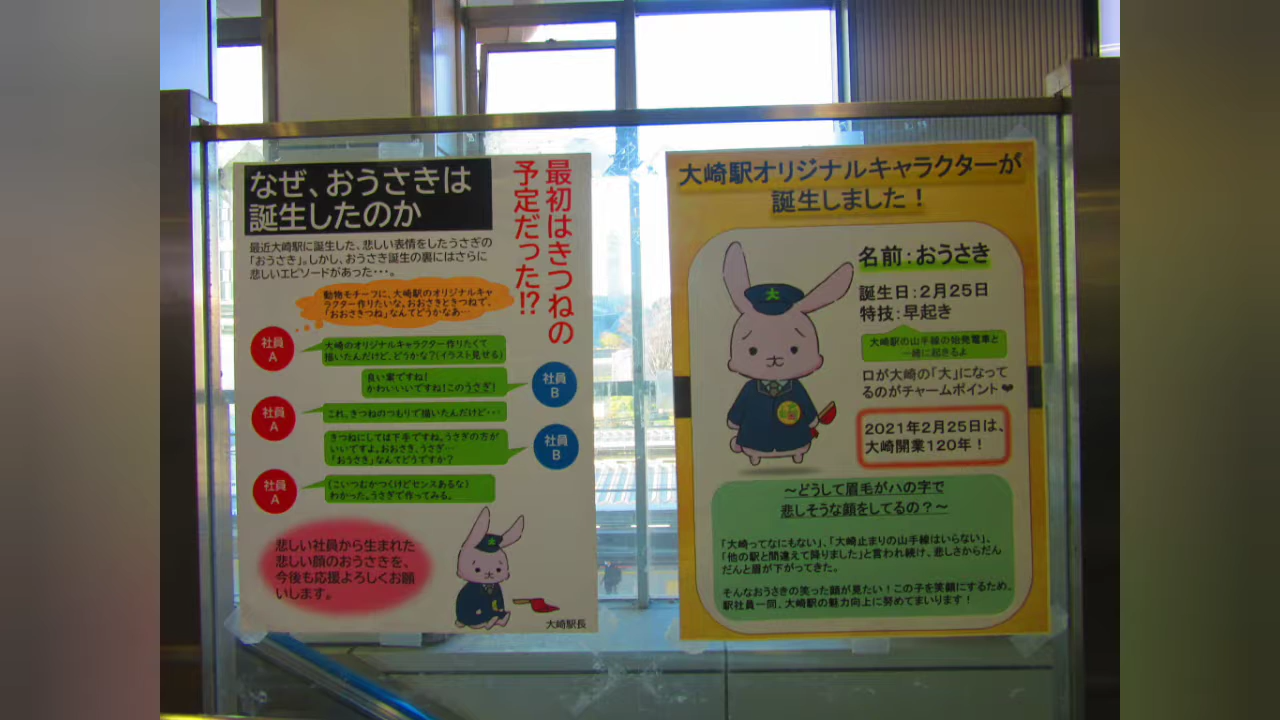 なぜ、おうさきは
誕生したのか
最初はきつねの
予定だった!?
最近大崎駅に誕生した、悲しい表情をしたうさぎの
「おうさき」。しかし、おうさき誕生の裏にはさらに
悲しいエピソードがあった・・・。
動物モチーフに、大崎駅のオリジナルキャ
ラクター作りたいな。おおさきときつねで、
「おおさきつね」なんてどうかなあ…
社員
A
大崎のオリジナルキャラクター作りたくて
描いたんだけど、どうかな?(イラスト見せる)
良い案ですね!
かわいいいですね!このうさぎ!
社員
B
社員
A
これ、きつねのつもりで描いたんだけど・・・
きつねにしては下手ですね。うさぎの方が
いいですよ。おおさき、うさぎ…
「おうさき」なんてどうですか?
社員
B
社員
A
(こいつむかつくけどセンスあるな)
わかった。うさぎで作ってみる。
悲しい社員から生まれた
悲しい顔のおうさきを、
今後も応援よろしくお願
いします。
大崎駅長
大崎駅オリジナルキャラクターが
誕生しました!
大
名前:おうさき
誕生日:2月25日
特技:早起き
大崎駅の山手線の始発電車と
一緒に起きるよ
口が大崎の「大」になって
るのがチャームポイント❤
2021年2月25日は、
大崎開業120年!
~どうして眉毛がハの字で
悲しそうな顔をしてるの?~
「大崎ってなにもない」、「大崎止まりの山手線はいらない」、
「他の駅と間違えて降りました」と言われ続け、悲しさからだん
だんと眉が下がってきた。
そんなおうさきの笑った顔が見たい!この子を笑顔にするため、
駅社員一同、大崎駅の魅力向上に努めてまいります!